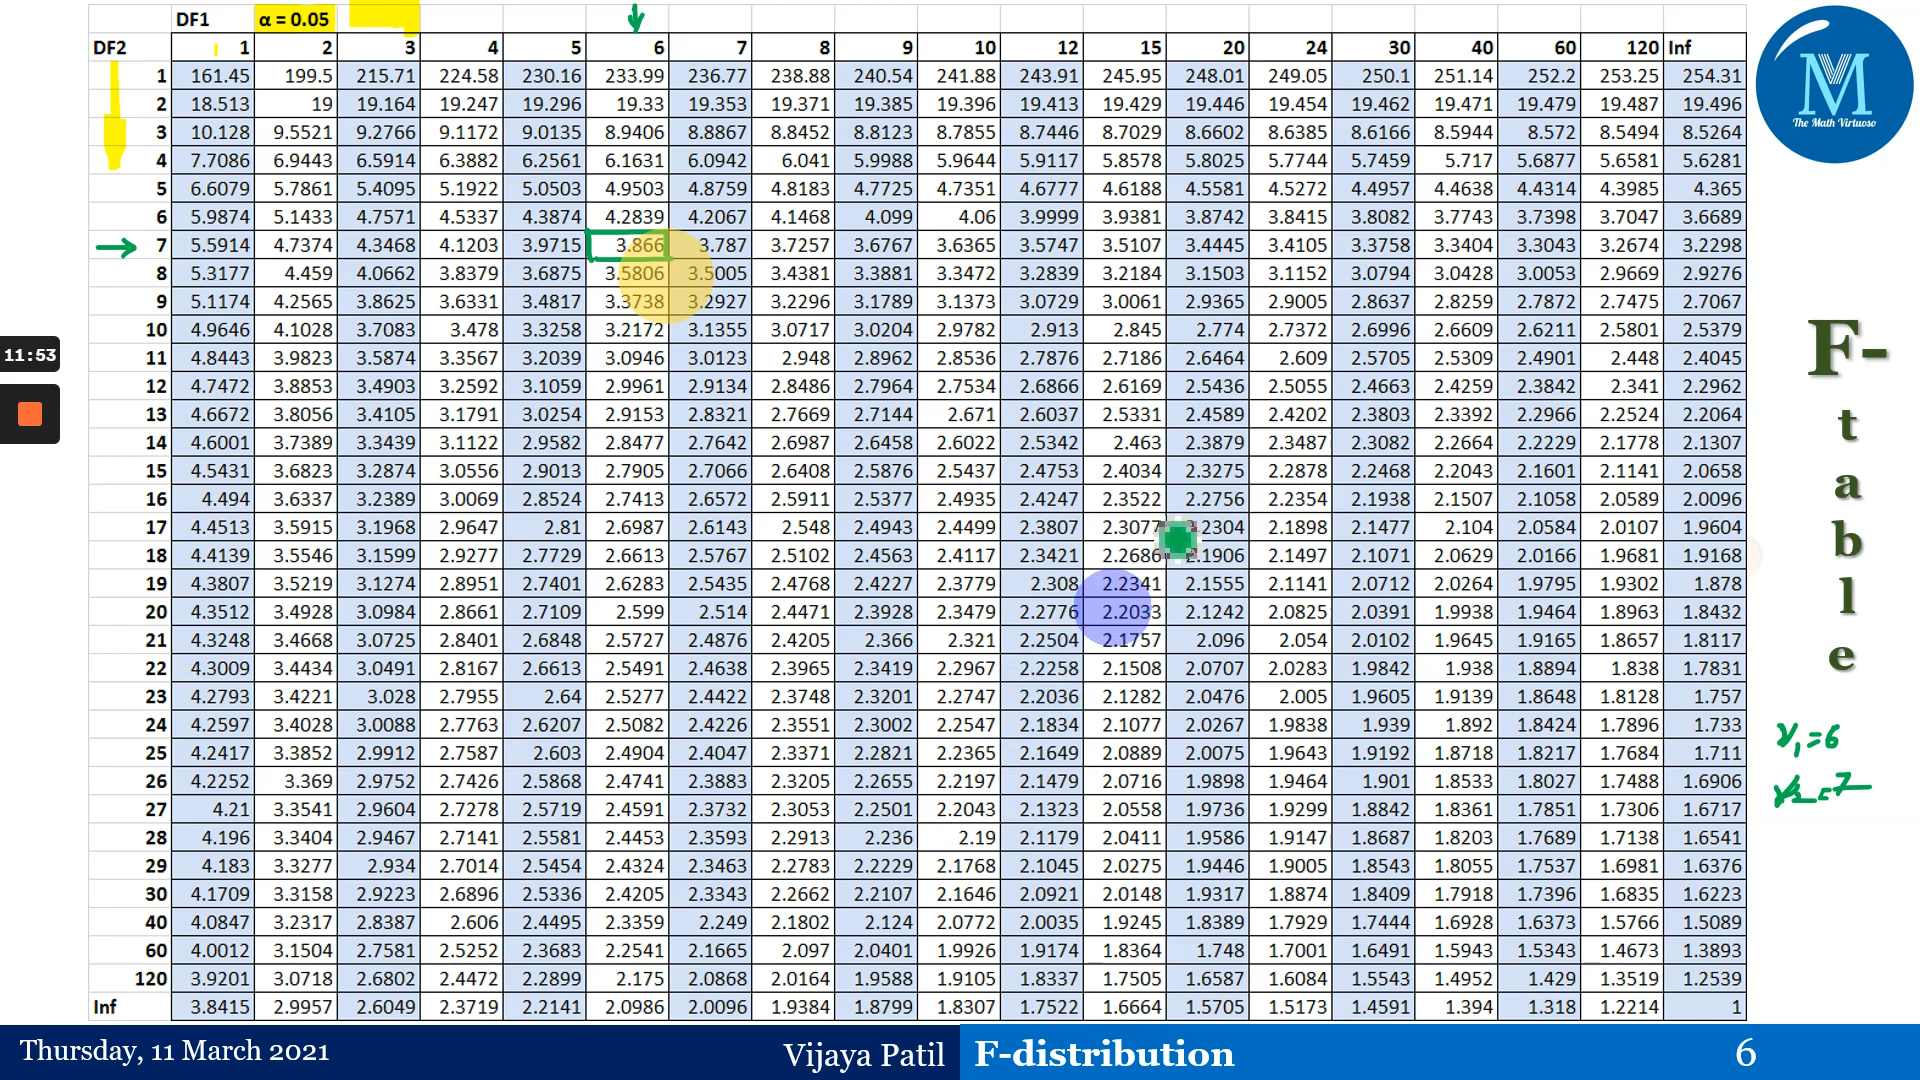 DF1 α = 0.05
DF2 1 2 3 4 5 6 7 8 9 10 12 15 20 24 30 40 60 120 Inf
1 161.45 199.5 215.71 224.58 230.16 233.99 236.77 238.88 240.54 241.88 243.91 245.95 248.01 249.05 250.1 251.14 252.2 253.25 254.31
2 18.513 19 19.164 19.247 19.296 19.33 19.353 19.371 19.385 19.396 19.413 19.429 19.446 19.454 19.462 19.471 19.479 19.487 19.496
3 10.128 9.5521 9.2766 9.1172 9.0135 8.9406 8.8867 8.8452 8.8123 8.7855 8.7446 8.7029 8.6602 8.6385 8.6166 8.5944 8.572 8.5494 8.5264
4 7.7086 6.9443 6.5914 6.3882 6.2561 6.1631 6.0942 6.041 5.9988 5.9644 5.9117 5.8578 5.8025 5.7744 5.7459 5.717 5.6877 5.6581 5.6281
5 6.6079 5.7861 5.4095 5.1922 5.0503 4.9503 4.8759 4.8183 4.7725 4.7351 4.6777 4.6188 4.5581 4.5272 4.4957 4.4638 4.4314 4.3985 4.365
6 5.9874 5.1433 4.7571 4.5337 4.3874 4.2839 4.2067 4.1468 4.099 4.06 3.9999 3.9381 3.8742 3.8415 3.8082 3.7743 3.7398 3.7047 3.6689
7 5.5914 4.7374 4.3468 4.1203 3.9715 3.866 3.787 3.7257 3.6767 3.6365 3.5747 3.5107 3.4445 3.4105 3.3758 3.3404 3.3043 3.2674 3.2298
8 5.3177 4.459 4.0662 3.8379 3.6875 3.5806 3.5005 3.4381 3.3881 3.3472 3.2839 3.2184 3.1503 3.1152 3.0794 3.0428 3.0053 2.9669 2.9276
9 5.1174 4.2565 3.8625 3.6331 3.4817 3.3738 3.2927 3.2296 3.1789 3.1373 3.0729 3.0061 2.9365 2.9005 2.8637 2.8259 2.7872 2.7475 2.7067
10 4.9646 4.1028 3.7083 3.478 3.3258 3.2172 3.1355 3.0717 3.0204 2.9782 2.913 2.845 2.774 2.7372 2.6996 2.6609 2.6211 2.5801 2.5379
11 4.8443 3.9823 3.5874 3.3567 3.2039 3.0946 3.0123 2.948 2.8962 2.8536 2.7876 2.7186 2.6464 2.609 2.5705 2.5309 2.4901 2.448 2.4045
12 4.7472 3.8853 3.4903 3.2592 3.1059 2.9961 2.9134 2.8486 2.7964 2.7534 2.6866 2.6169 2.5436 2.5055 2.4663 2.4259 2.3842 2.341 2.2962
13 4.6672 3.8056 3.4105 3.1791 3.0254 2.9153 2.8321 2.7669 2.7144 2.671 2.6037 2.5331 2.4589 2.4202 2.3803 2.3392 2.2966 2.2524 2.2064
14 4.6001 3.7389 3.3439 3.1122 2.9582 2.8477 2.7642 2.6987 2.6458 2.6022 2.5342 2.463 2.3879 2.3487 2.3082 2.2664 2.2229 2.1778 2.1307
15 4.5431 3.6823 3.2874 3.0556 2.9013 2.7905 2.7066 2.6408 2.5876 2.5437 2.4753 2.4034 2.3275 2.2878 2.2468 2.2043 2.1601 2.1141 2.0658
16 4.494 3.6337 3.2389 3.0069 2.8524 2.7413 2.6572 2.5911 2.5377 2.4935 2.4247 2.3522 2.2756 2.2354 2.1938 2.1507 2.1058 2.0589 2.0096
17 4.4513 3.5915 3.1968 2.9647 2.81 2.6987 2.6143 2.548 2.4943 2.4499 2.3807 2.3077 2.2304 2.1898 2.1477 2.104 2.0584 2.0107 1.9604
18 4.4139 3.5546 3.1599 2.9277 2.7729 2.6613 2.5767 2.5102 2.4563 2.4117 2.3421 2.2686 2.1906 2.1497 2.1071 2.0629 2.0166 1.9681 1.9168
19 4.3807 3.5219 3.1274 2.8951 2.7401 2.6283 2.5435 2.4768 2.4227 2.3779 2.308 2.2341 2.1555 2.1141 2.0712 2.0264 1.9795 1.9302 1.878
20 4.3512 3.4928 3.0984 2.8661 2.7109 2.599 2.514 2.4471 2.3928 2.3479 2.2776 2.2033 2.1242 2.0825 2.0391 1.9938 1.9464 1.8963 1.8432
21 4.3248 3.4668 3.0725 2.8401 2.6848 2.5727 2.4876 2.4205 2.366 2.321 2.2504 2.1757 2.096 2.054 2.0102 1.9645 1.9165 1.8657 1.8117
22 4.3009 3.4434 3.0491 2.8167 2.6613 2.5491 2.4638 2.3965 2.3419 2.2967 2.2258 2.1508 2.0707 2.0283 1.9842 1.938 1.8894 1.838 1.7831
23 4.2793 3.4221 3.028 2.7955 2.64 2.5277 2.4422 2.3748 2.3201 2.2747 2.2036 2.1282 2.0476 2.005 1.9605 1.9139 1.8648 1.8128 1.757
24 4.2597 3.4028 3.0088 2.7763 2.6207 2.5082 2.4226 2.3551 2.3002 2.2547 2.1834 2.1077 2.0267 1.9838 1.939 1.892 1.8424 1.7896 1.733
25 4.2417 3.3852 2.9912 2.7587 2.603 2.4904 2.4047 2.3371 2.2821 2.2365 2.1649 2.0889 2.0075 1.9643 1.9192 1.8718 1.8217 1.7684 1.711
26 4.2252 3.369 2.9752 2.7426 2.5868 2.4741 2.3883 2.3205 2.2655 2.2197 2.1479 2.0716 1.9898 1.9464 1.901 1.8533 1.8027 1.7488 1.6906
27 4.21 3.3541 2.9604 2.7278 2.5719 2.4591 2.3732 2.3053 2.2501 2.2043 2.1323 2.0558 1.9736 1.9299 1.8842 1.8361 1.7851 1.7306 1.6717
28 4.196 3.3404 2.9467 2.7141 2.5581 2.4453 2.3593 2.2913 2.236 2.19 2.1179 2.0411 1.9586 1.9147 1.8687 1.8203 1.7689 1.7138 1.6541
29 4.183 3.3277 2.934 2.7014 2.5454 2.4324 2.3463 2.2783 2.2229 2.1768 2.1045 2.0275 1.9446 1.9005 1.8543 1.8055 1.7537 1.6981 1.6376
30 4.1709 3.3158 2.9223 2.6896 2.5336 2.4205 2.3343 2.2662 2.2107 2.1646 2.0921 2.0148 1.9317 1.8874 1.8409 1.7918 1.7396 1.6835 1.6223
40 4.0847 3.2317 2.8387 2.606 2.4495 2.3359 2.249 2.1802 2.124 2.0772 2.0035 1.9245 1.8389 1.7929 1.7444 1.6928 1.6373 1.5766 1.5089
60 4.0012 3.1504 2.7581 2.5252 2.3683 2.2541 2.1665 2.097 2.0401 1.9926 1.9174 1.8364 1.748 1.7001 1.6491 1.5943 1.5343 1.4673 1.3893
120 3.9201 3.0718 2.6802 2.4472 2.2899 2.175 2.0868 2.0164 1.9588 1.9105 1.8337 1.7505 1.6587 1.6084 1.5543 1.4952 1.429 1.3519 1.2539
Inf 3.8415 2.9957 2.6049 2.3719 2.2141 2.0986 2.0096 1.9384 1.8799 1.8307 1.7522 1.6664 1.5705 1.5173 1.4591 1.394 1.318 1.2214 1
M
The Math Virtuoso
11:53
F-
t
a
b
l
e
γ₁=6
γ₂=7
Thursday, 11 March 2021
Vijaya Patil
F-distribution
6